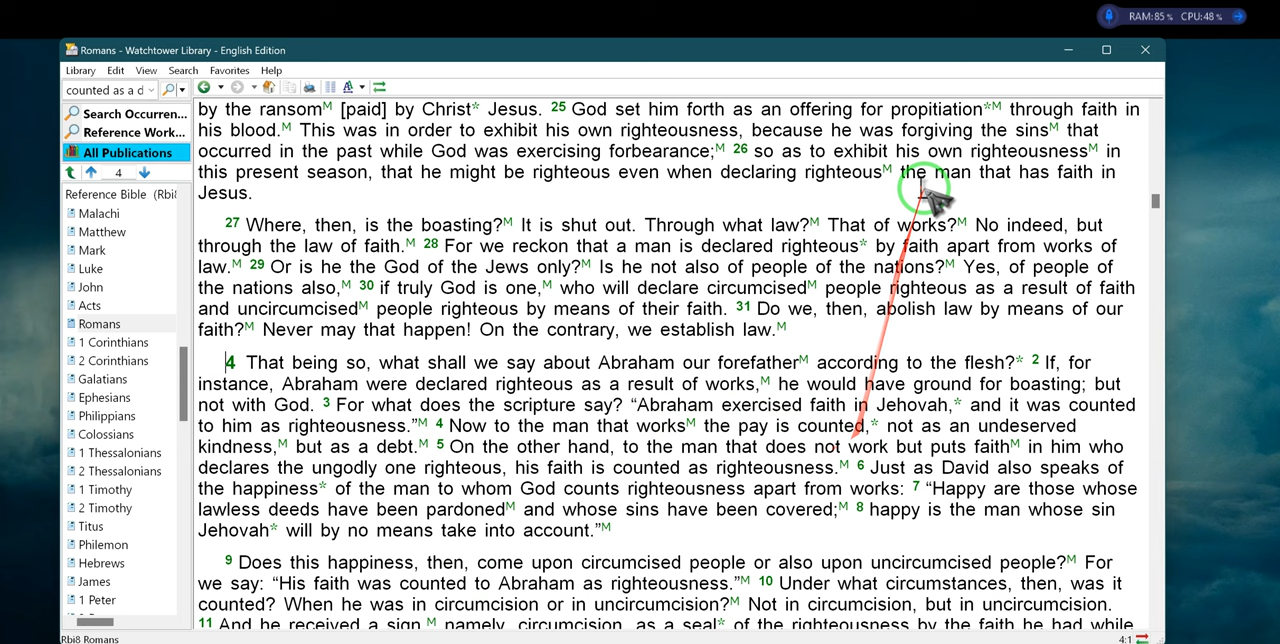 RAM:85% CPU:48%
Romans - Watchtower Library - English Edition
Library Edit View Search Favorites Help
counted as a d
Search Occurren...
Reference Work...
All Publications
4
Reference Bible (Rbi8
Malachi
Matthew
Mark
Luke
John
Acts
Romans
1 Corinthians
2 Corinthians
Galatians
Ephesians
Philippians
Colossians
1 Thessalonians
2 Thessalonians
1 Timothy
2 Timothy
Titus
Philemon
Hebrews
James
1 Peter
by the ransomM [paid] by Christ* Jesus. 25 God set him forth as an offering for propitiation*M through faith in
his blood.M This was in order to exhibit his own righteousness, because he was forgiving the sinsM that
occurred in the past while God was exercising forbearance;M 26 so as to exhibit his own righteousnessM in
this present season, that he might be righteous even when declaring righteousM the man that has faith in
Jesus.
27 Where, then, is the boasting?M It is shut out. Through what law?M That of works?M No indeed, but
through the law of faith.M 28 For we reckon that a man is declared righteous* by faith apart from works of
law.M 29 Or is he the God of the Jews only?M Is he not also of people of the nations?M Yes, of people of
the nations also,M 30 if truly God is one,M who will declare circumcisedM people righteous as a result of faith
and uncircumcisedM people righteous by means of their faith. 31 Do we, then, abolish law by means of our
faith?M Never may that happen! On the contrary, we establish law.M
4 That being so, what shall we say about Abraham our forefatherM according to the flesh?* 2 If, for
instance, Abraham were declared righteous as a result of works,M he would have ground for boasting; but
not with God. 3 For what does the scripture say? “Abraham exercised faith in Jehovah,* and it was counted
to him as righteousness.”M 4 Now to the man that worksM the pay is counted,* not as an undeserved
kindness,M but as a debt.M 5 On the other hand, to the man that does not work but puts faithM in him who
declares the ungodly one righteous, his faith is counted as righteousness.M 6 Just as David also speaks of
the happiness* of the man to whom God counts righteousness apart from works: 7 “Happy are those whose
lawless deeds have been pardonedM and whose sins have been covered;M 8 happy is the man whose sin
Jehovah* will by no means take into account.”M
9 Does this happiness, then, come upon circumcised people or also upon uncircumcised people?M For
we say: “His faith was counted to Abraham as righteousness.”M 10 Under what circumstances, then, was it
counted? When he was in circumcision or in uncircumcision?M Not in circumcision, but in uncircumcision.
11 And he received a sign,M namely, circumcision, as a seal* of the righteousness by the faith he had while
Rbi8 Romans
4:1